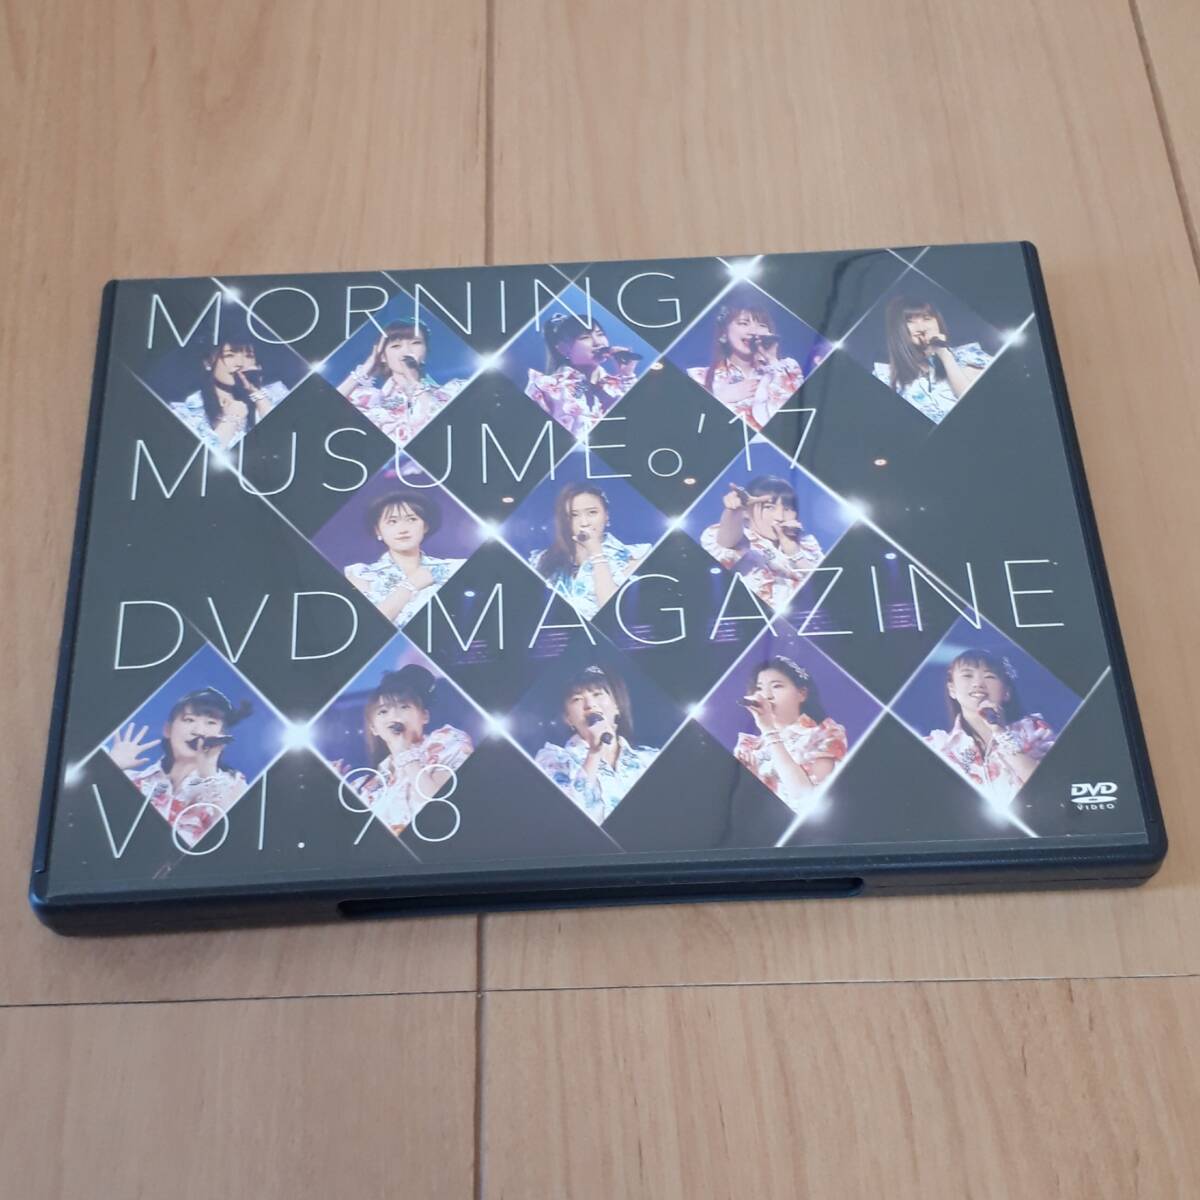 MORNING
MUSUME。'17
DVD MAGAZINE
Vol.98
DVD
VIDEO